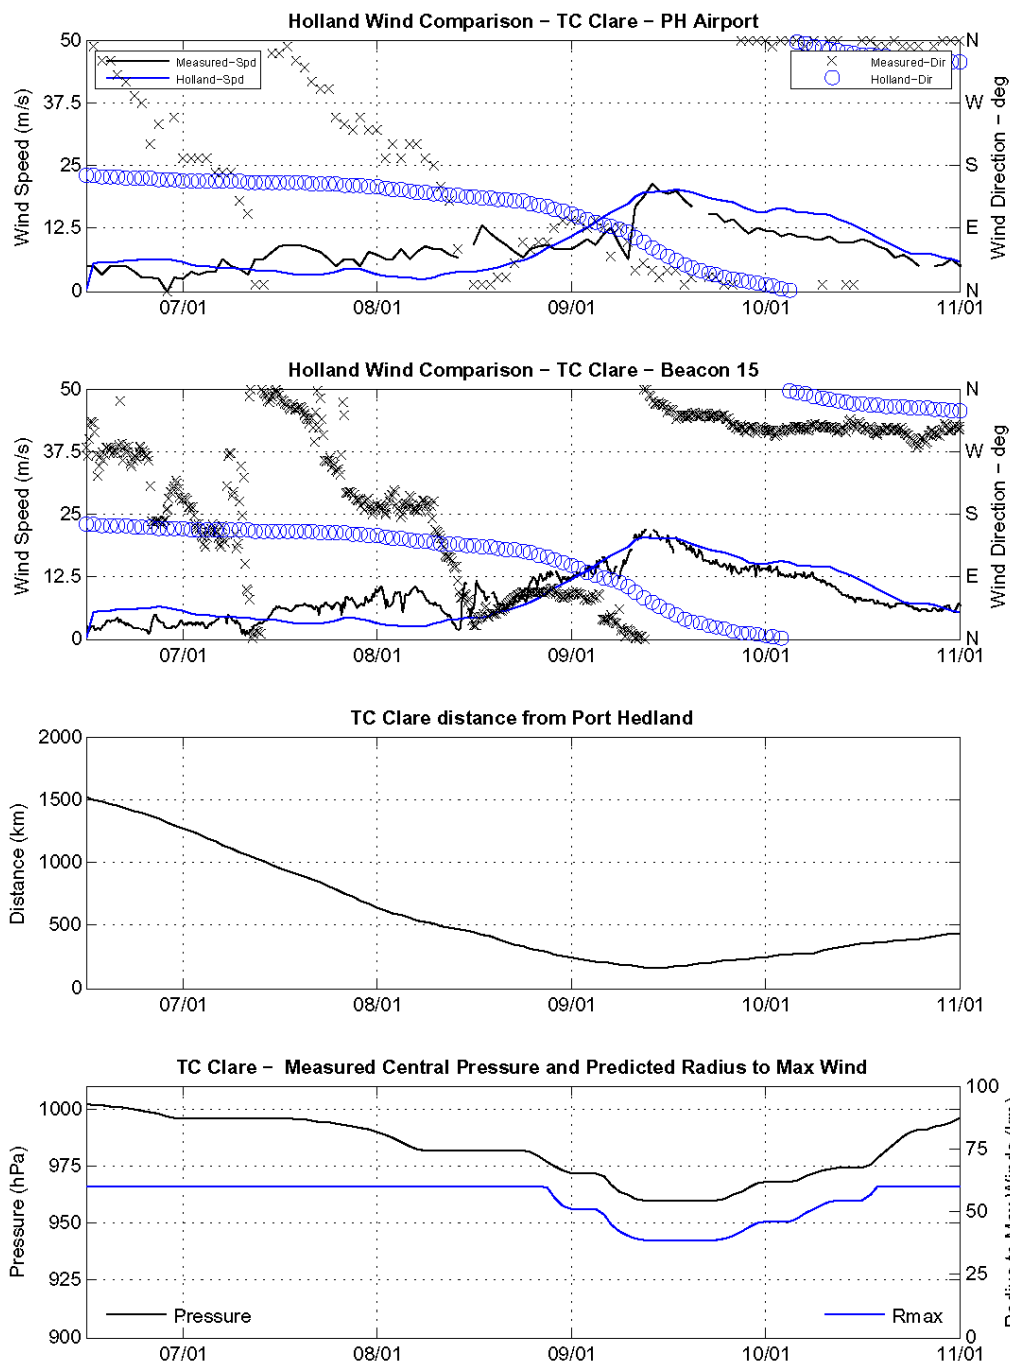 Holland Wind Comparison − TC Clare − PH Airport
50 N
Measured−Spd Measured−Dir
Holland−Spd Holland−Dir
37.5 W
25 S
12.5 E
0 N
Wind Speed (m/s)
Wind Direction − deg
07/01 08/01 09/01 10/01 11/01
Holland Wind Comparison − TC Clare − Beacon 15
50 N
37.5 W
25 S
12.5 E
0 N
Wind Speed (m/s)
Wind Direction − deg
07/01 08/01 09/01 10/01 11/01
TC Clare distance from Port Hedland
2000
1500
1000
500
0
Distance (km)
07/01 08/01 09/01 10/01 11/01
TC Clare − Measured Central Pressure and Predicted Radius to Max Wind
100
1000
975 75
950 50
925 25
900 0
Pressure (hPa)
Radius to Max Winds (km)
Pressure Rmax
07/01 08/01 09/01 10/01 11/01